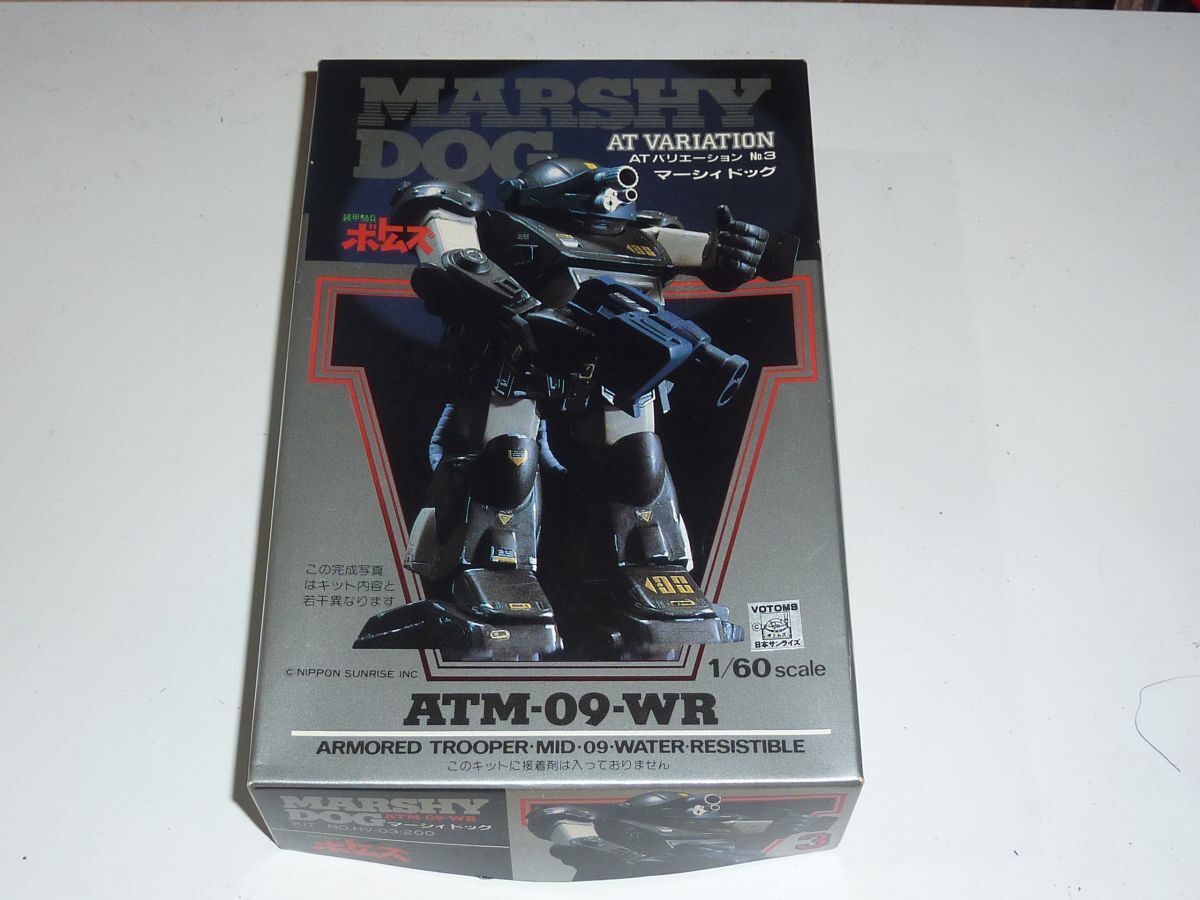 MARSHY
DOG
AT VARIATION
ATバリエーション №3
マーシィドッグ
装甲騎兵
ボトムズ
この完成写真
はキット内容と
若干異なります
VOTOMS
日本サンライズ
© NIPPON SUNRISE INC
1/60 scale
ATM-09-WR
ARMORED TROOPER·MID·09·WATER·RESISTIBLE
このキットに接着剤は入っておりません
MARSHY
DOG ATM-09-WR
KIT NO.HV-03:200 マーシィドッグ
ボトムズ
3